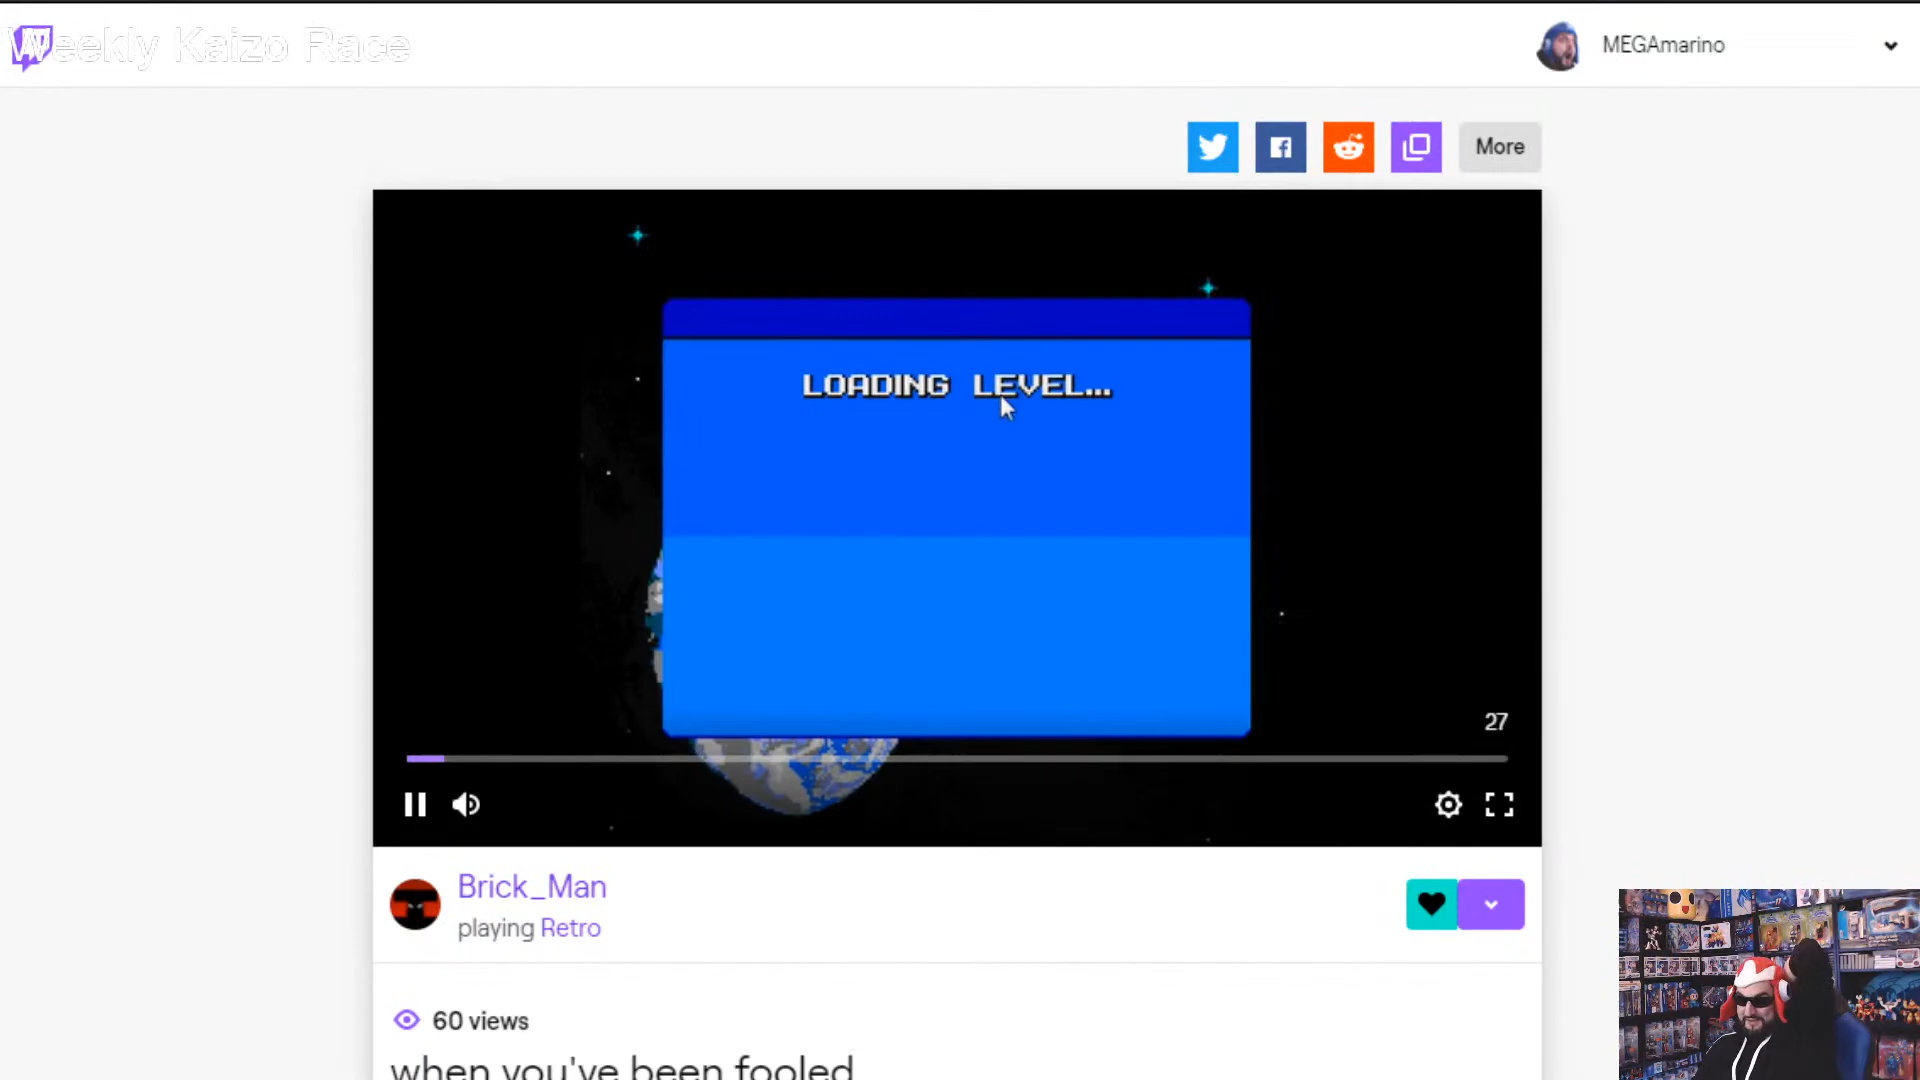 Weekly Kaizo Race
MEGAmarino
More
LOADING LEVEL...
27
Brick_Man
playing Retro
60 views
when you've been fooled